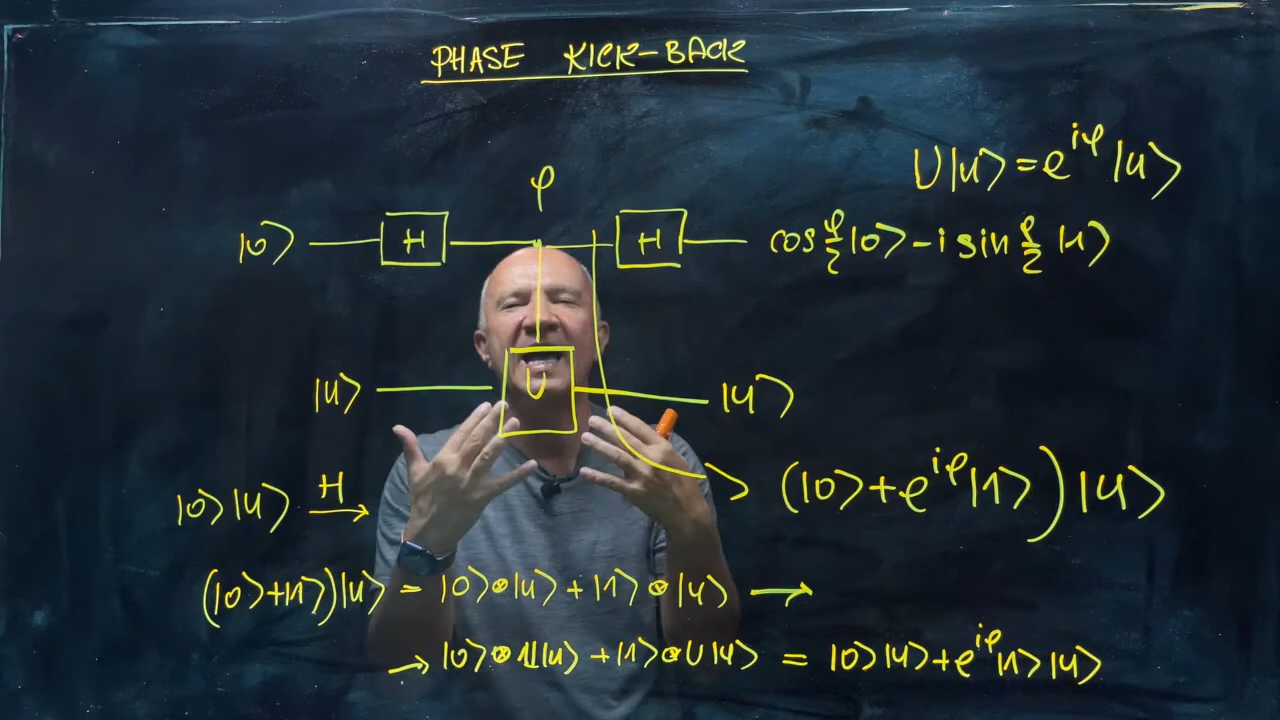 PHASE KICK-BACK
U|u> = e^{iφ} |u>
φ
|0> H H cos φ/2 |0> - i sin φ/2 |1>
|u> U |u>
|0>|u> H → (|0> + e^{iφ}|1>)|u>
(|0>+|1>)|u> = |0>⊗|u> + |1>⊗|u> →
→ |0>⊗𝟙|u> + |1>⊗U|u> = |0>|u> + e^{iφ}|1>|u>